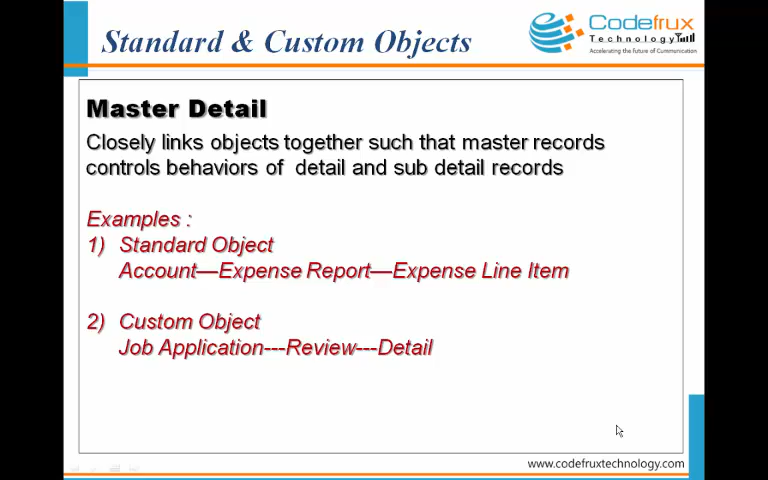 Standard & Custom Objects
Codefrux
Technology
Accelerating the future of Communication
Master Detail
Closely links objects together such that master records
controls behaviors of detail and sub detail records
Examples :
1) Standard Object
Account—Expense Report—Expense Line Item
2) Custom Object
Job Application---Review---Detail
www.codefruxtechnology.com